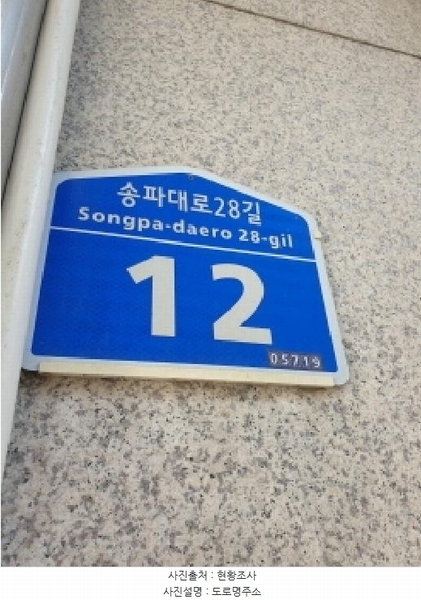 송파대로28길
Songpa-daero 28-gil
12
05719
사진출처 : 현황조사
사진설명 : 도로명주소